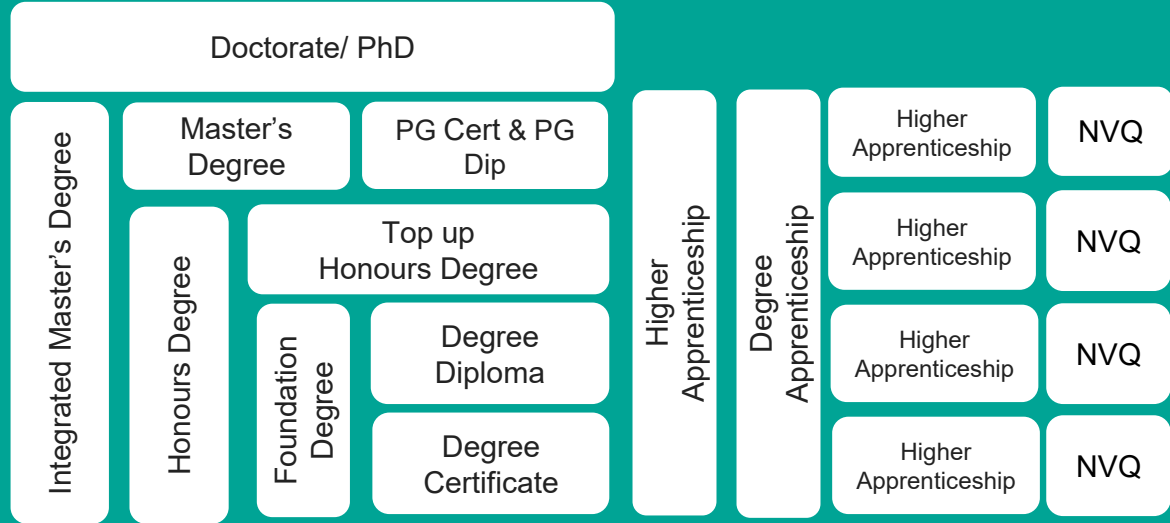 Doctorate/ PhD
Integrated Master’s Degree
Master’s
Degree
PG Cert & PG
Dip
Honours Degree
Top up
Honours Degree
Foundation
Degree
Degree
Diploma
Degree
Certificate
Higher
Apprenticeship
Degree
Apprenticeship
Higher
Apprenticeship
NVQ
Higher
Apprenticeship
NVQ
Higher
Apprenticeship
NVQ
Higher
Apprenticeship
NVQ